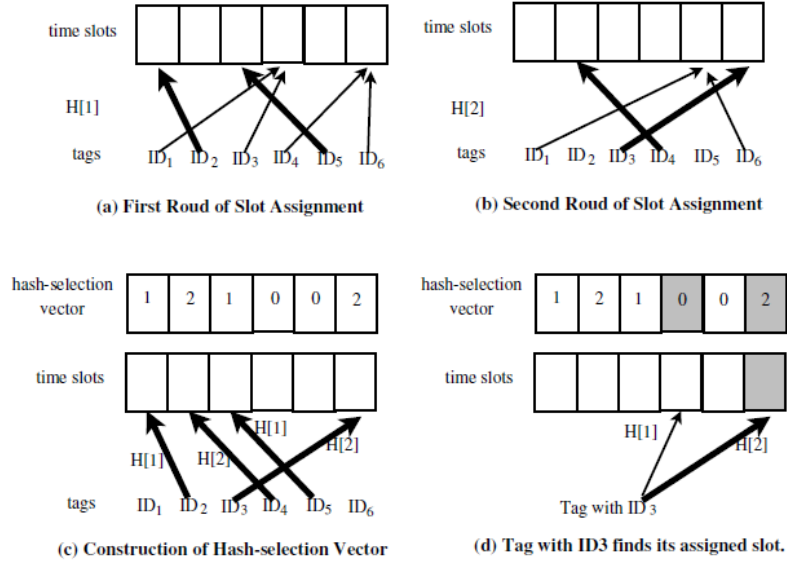 time slots
H[1]
tags ID1 ID2 ID3 ID4 ID5 ID6
(a) First Roud of Slot Assignment
time slots
H[2]
tags ID1 ID2 ID3 ID4 ID5 ID6
(b) Second Roud of Slot Assignment
hash-selection
vector
1 2 1 0 0 2
time slots
H[1] H[2] H[1] H[2]
tags ID1 ID2 ID3 ID4 ID5 ID6
(c) Construction of Hash-selection Vector
hash-selection
vector
1 2 1 0 0 2
time slots
H[1] H[2]
Tag with ID 3
(d) Tag with ID3 finds its assigned slot.